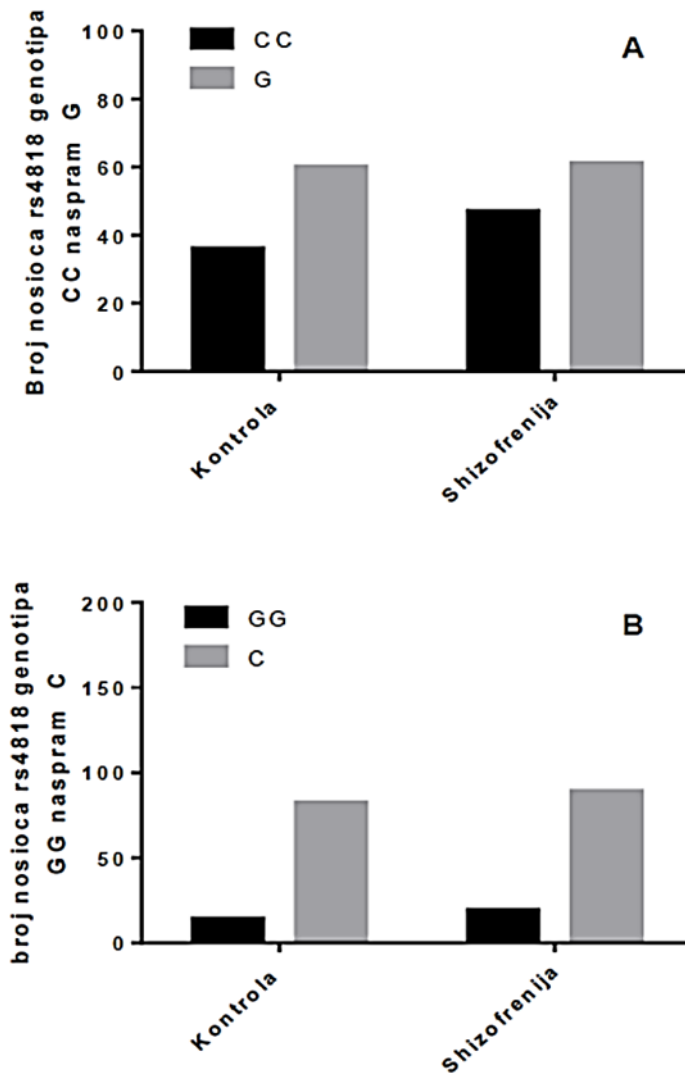 A
CC
G
Broj nosioca rs4818 genotipa
CC naspram G
100
80
60
40
20
0
Kontrola
Shizofrenija
B
GG
C
broj nosioca rs4818 genotipa
GG naspram C
200
150
100
50
0
Kontrola
Shizofrenija